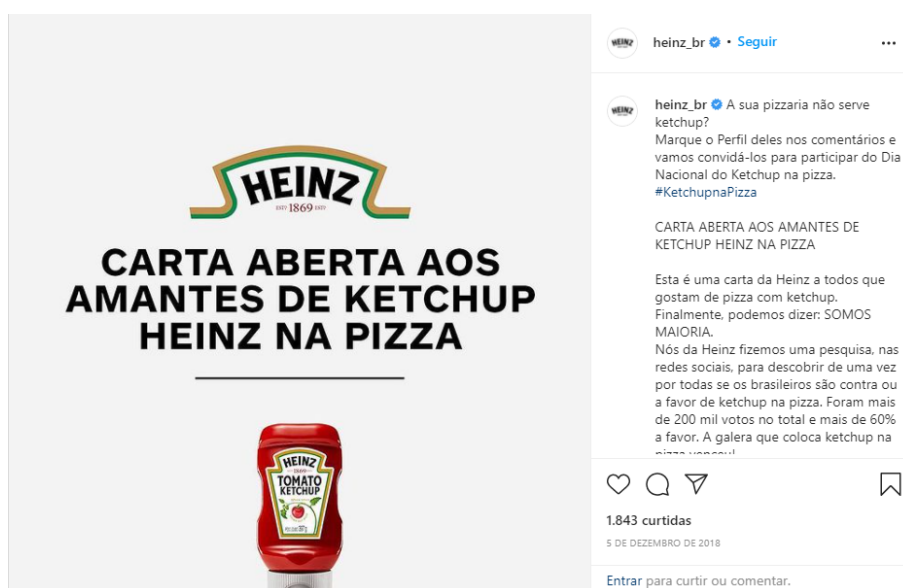 HEINZ
ESTD 1869 ESTD
CARTA ABERTA AOS
AMANTES DE KETCHUP
HEINZ NA PIZZA
HEINZ
TOMATO
KETCHUP
heinz_br • Seguir
heinz_br A sua pizzaria não serve
ketchup?
Marque o Perfil deles nos comentários e
vamos convidá-los para participar do Dia
Nacional do Ketchup na pizza.
#KetchupnaPizza
CARTA ABERTA AOS AMANTES DE
KETCHUP HEINZ NA PIZZA
Esta é uma carta da Heinz a todos que
gostam de pizza com ketchup.
Finalmente, podemos dizer: SOMOS
MAIORIA.
Nós da Heinz fizemos uma pesquisa, nas
redes sociais, para descobrir de uma vez
por todas se os brasileiros são contra ou
a favor de ketchup na pizza. Foram mais
de 200 mil votos no total e mais de 60%
a favor. A galera que coloca ketchup na
pizza venceu!
1.843 curtidas
5 DE DEZEMBRO DE 2018
Entrar para curtir ou comentar.